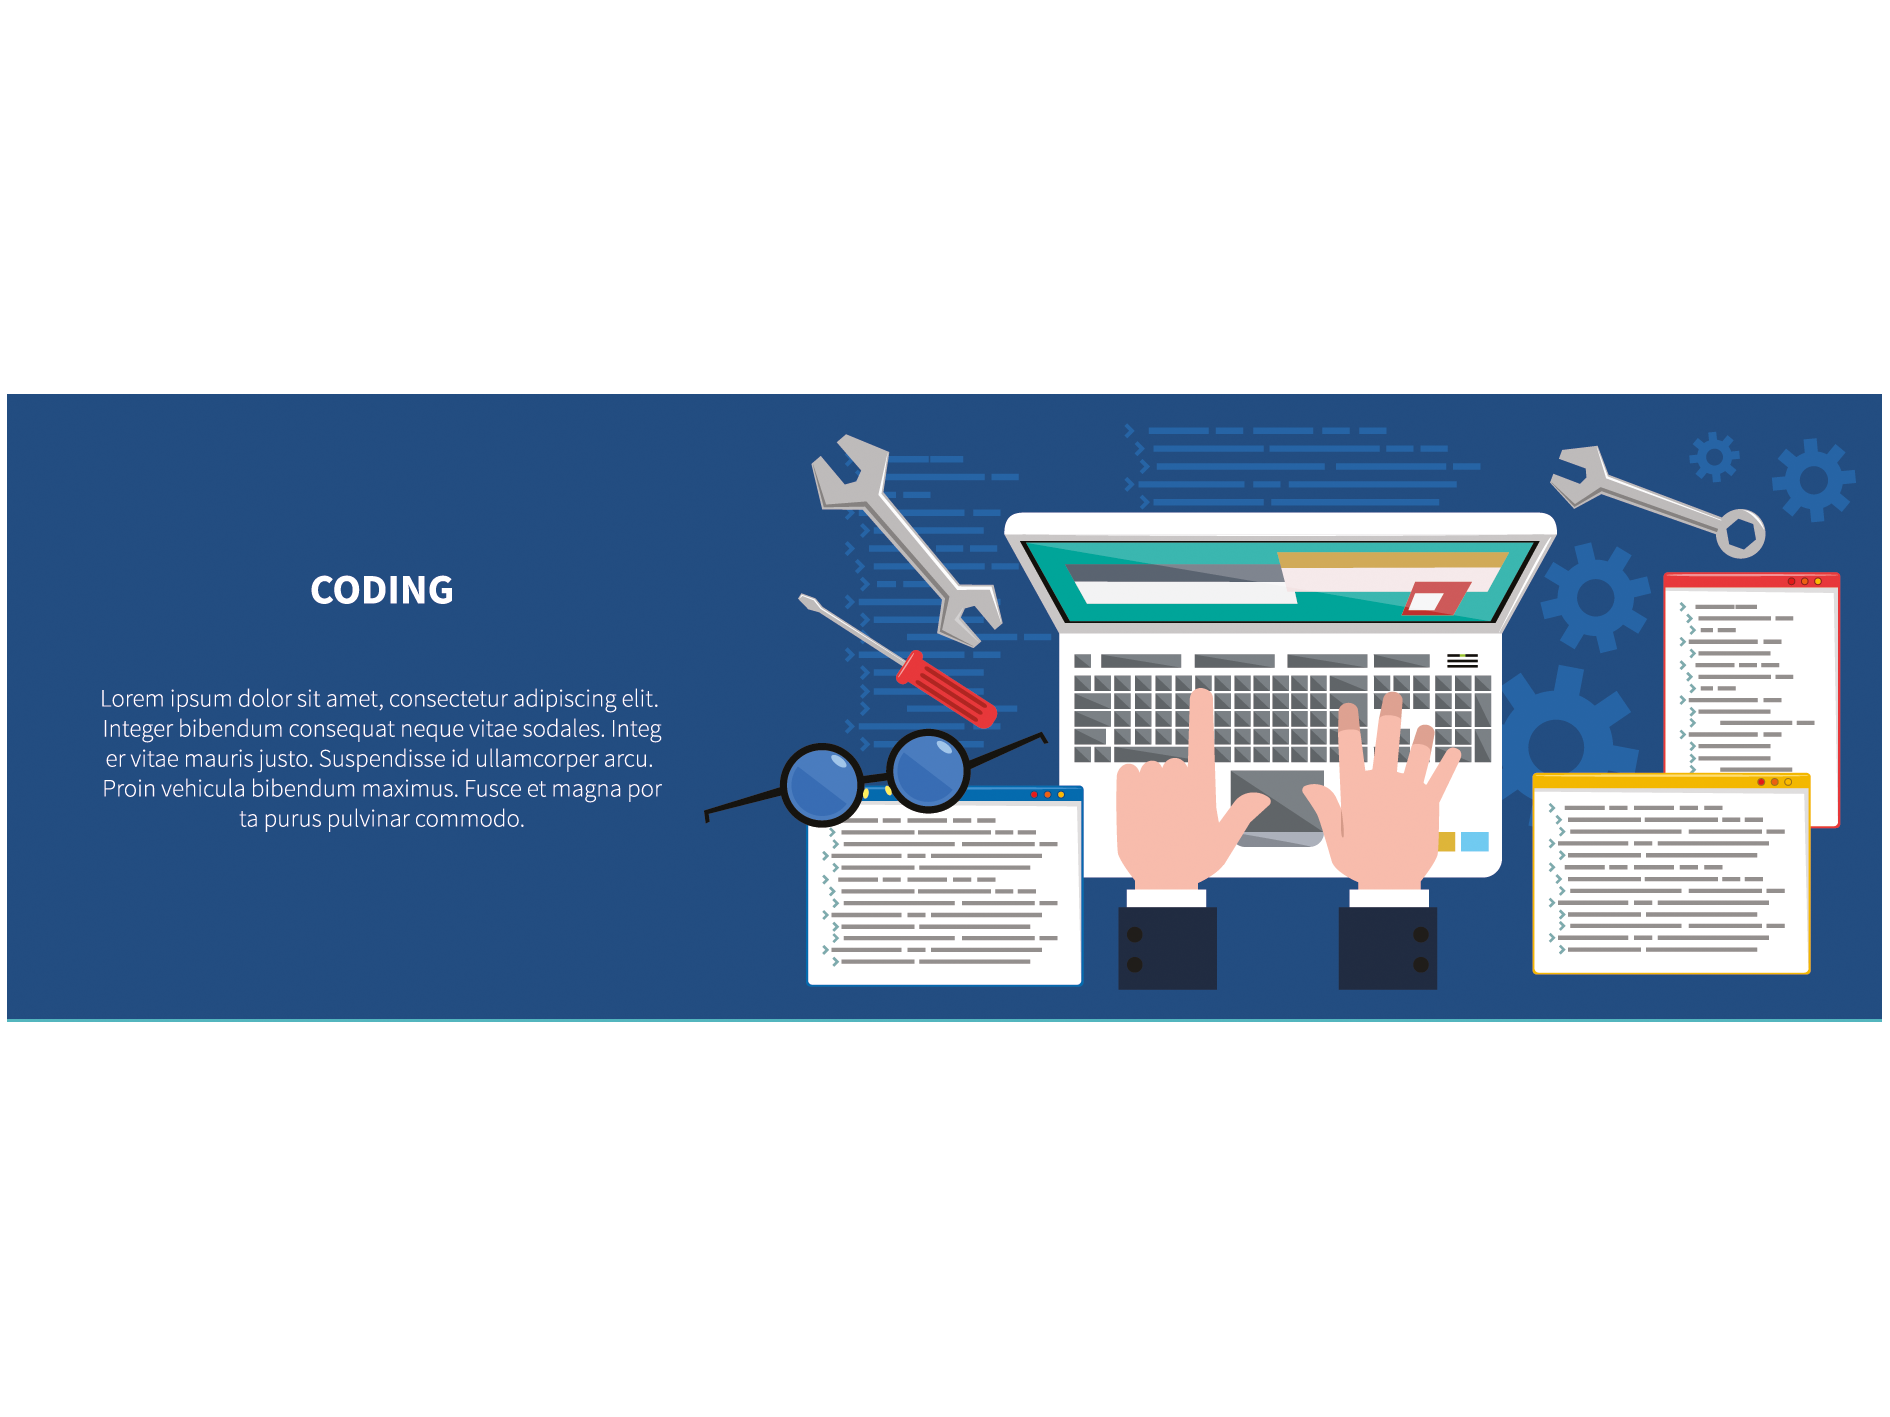 CODING
Lorem ipsum dolor sit amet, consectetur adipiscing elit.
Integer bibendum consequat neque vitae sodales. Integ
er vitae mauris justo. Suspendisse id ullamcorper arcu.
Proin vehicula bibendum maximus. Fusce et magna por
ta purus pulvinar commodo.